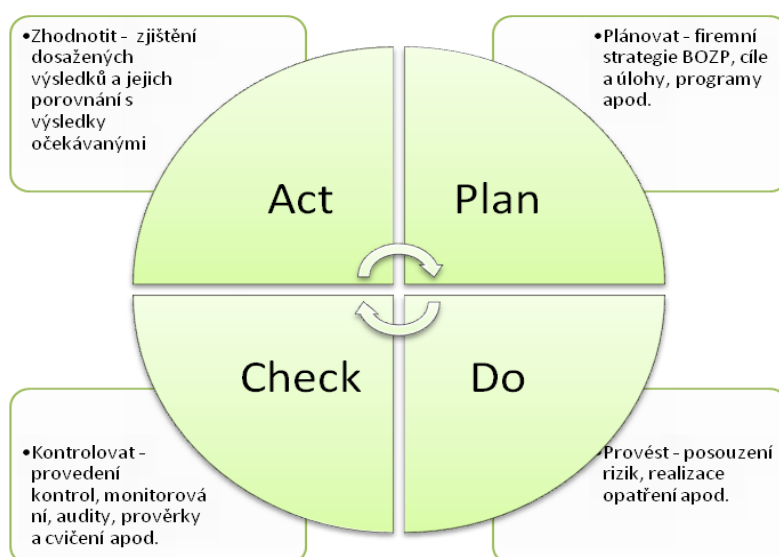 •Zhodnotit - zjištění
dosažených
výsledků a jejich
porovnání s
výsledky
očekávanými
•Plánovat - firemní
strategie BOZP, cíle
a úlohy, programy
apod.
Act
Plan
Check
Do
•Kontrolovat -
provedení
kontrol, monitorová
ní, audity, prověrky
a cvičení apod.
•Provést - posouzení
rizik, realizace
opatření apod.